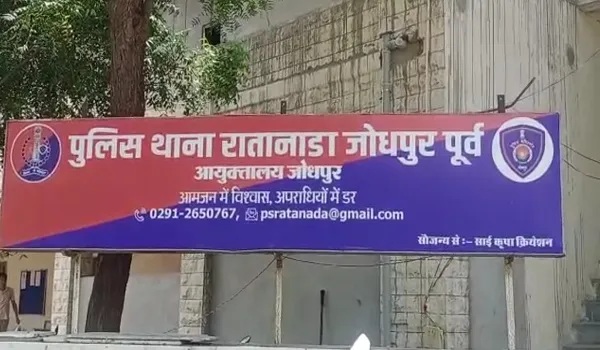 पुलिस थाना रातानाडा जोधपुर पूर्व
आयुक्तालय जोधपुर
आमजन में विश्वास, अपराधियों में डर
0291-2650767, psratanada@gmail.com
सौजन्य से :- साई कृपा क्रियेशन